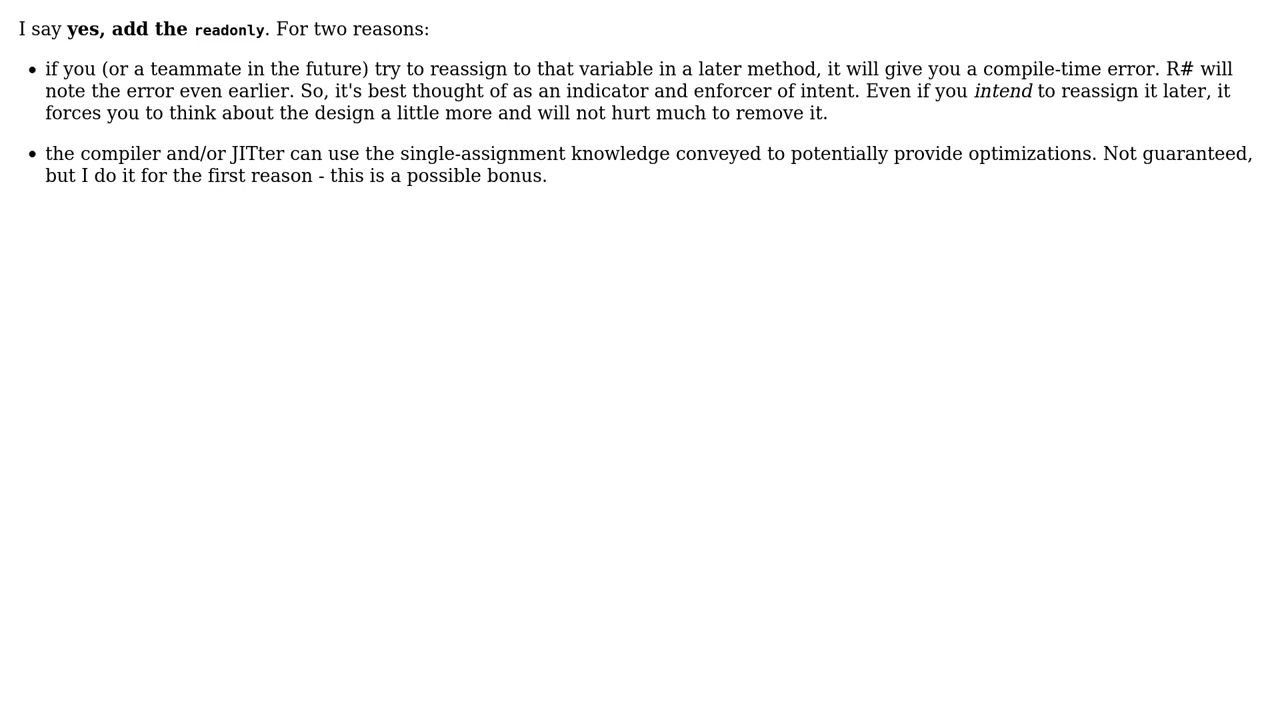 I say yes, add the readonly. For two reasons:
• if you (or a teammate in the future) try to reassign to that variable in a later method, it will give you a compile-time error. R# will
note the error even earlier. So, it's best thought of as an indicator and enforcer of intent. Even if you intend to reassign it later, it
forces you to think about the design a little more and will not hurt much to remove it.
• the compiler and/or JITter can use the single-assignment knowledge conveyed to potentially provide optimizations. Not guaranteed,
but I do it for the first reason - this is a possible bonus.